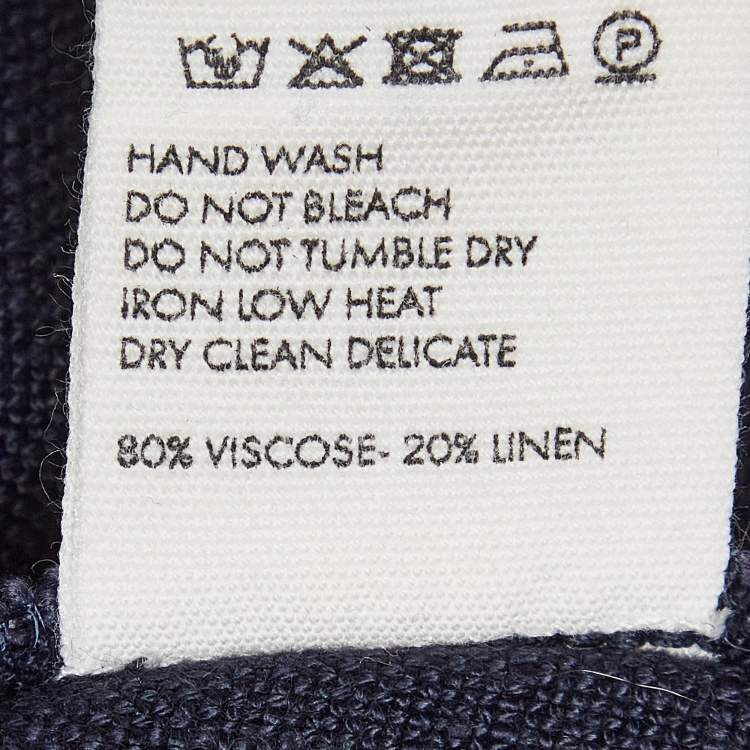 P
HAND WASH
DO NOT BLEACH
DO NOT TUMBLE DRY
IRON LOW HEAT
DRY CLEAN DELICATE
80% VISCOSE- 20% LINEN